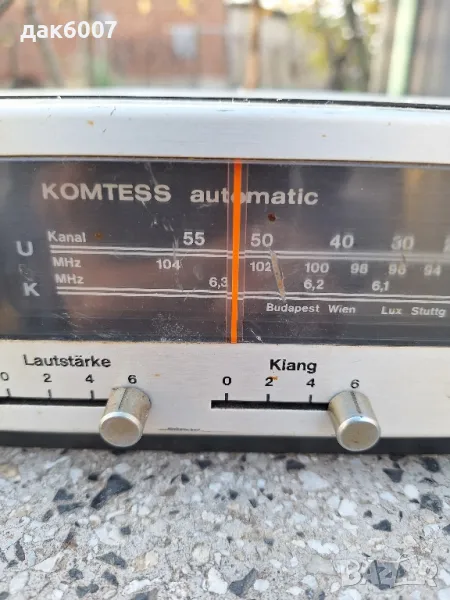 дак6007
KOMTESS automatic
U Kanal 55 50 40 30
MHz 104 102 100 98 96 94
K MHz 6,3 6,2 6,1
Budapest Wien Lux Stuttg
Lautstärke
0 2 4 6
Klang
0 2 4 6
BAZAR